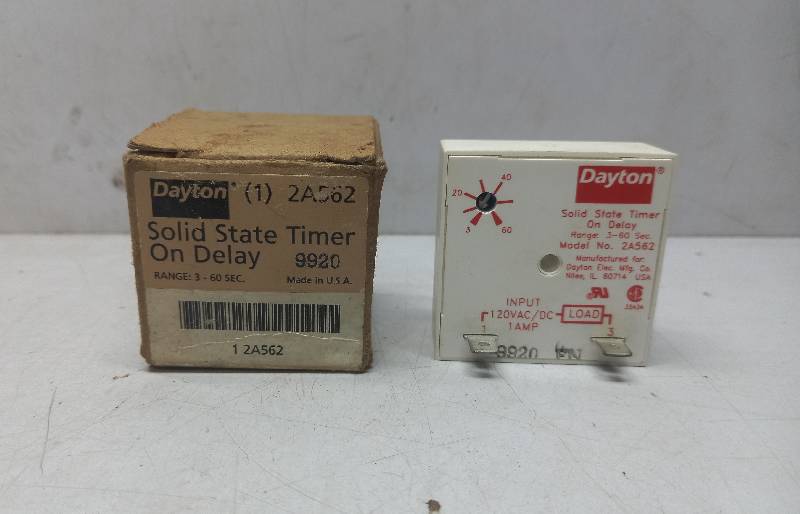 Dayton® (1) 2A562
Solid State Timer
On Delay 9920
RANGE: 3 - 60 SEC. Made in U.S.A.
1 2A562
Dayton®
40
20
3 60
Solid State Timer
On Delay
Range: .3-60 Sec.
Model No. 2A562
Manufactured for:
Dayton Elec. Mfg. Co.
Niles, IL 60714 USA
INPUT
120VAC/DC LOAD
1AMP
1 3
9920